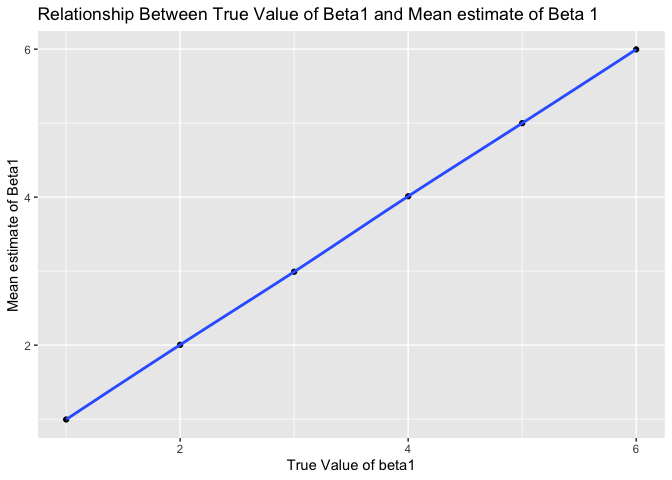 Relationship Between True Value of Beta1 and Mean estimate of Beta 1
Mean estimate of Beta1
6
4
2
2
4
6
True Value of beta1